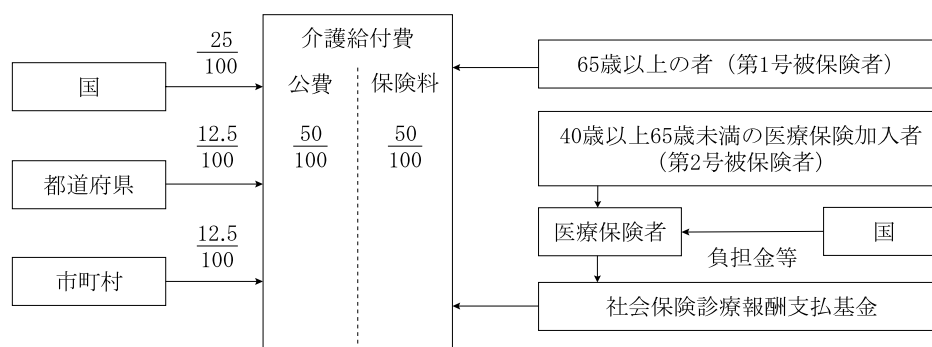 介護給付費
公費
保険料
50/100
50/100
国
25/100
都道府県
12.5/100
市町村
12.5/100
65歳以上の者（第1号被保険者）
40歳以上65歳未満の医療保険加入者
（第2号被保険者）
医療保険者
国
負担金等
社会保険診療報酬支払基金